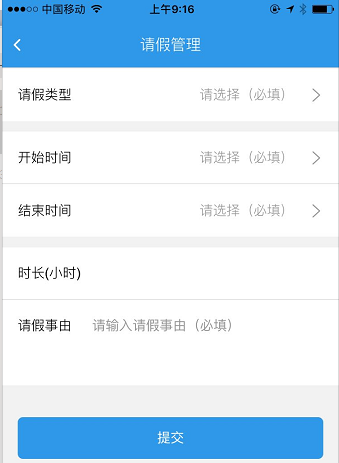 中国移动 上午9:16
请假管理
请假类型 请选择（必填）
开始时间 请选择（必填）
结束时间 请选择（必填）
时长(小时)
请假事由 请输入请假事由（必填）
提交